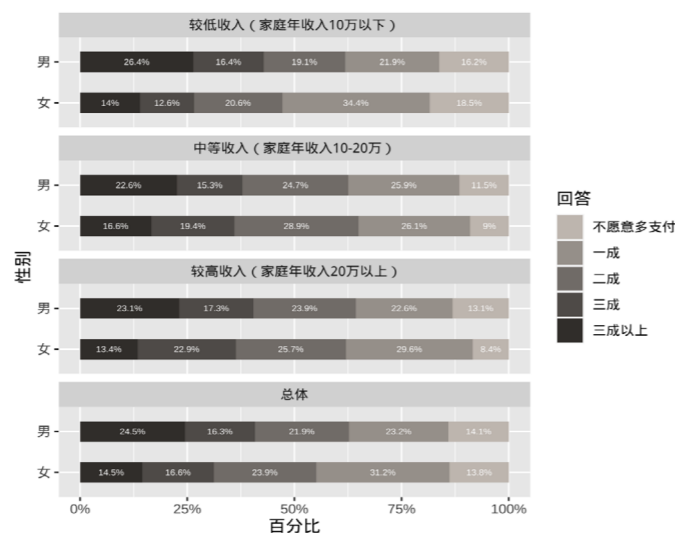 较低收入（家庭年收入10万以下）
男
26.4% 16.4% 19.1% 21.9% 16.2%
女
14% 12.6% 20.6% 34.4% 18.5%
中等收入（家庭年收入10-20万）
男
22.6% 15.3% 24.7% 25.9% 11.5%
女
16.6% 19.4% 28.9% 26.1% 9%
较高收入（家庭年收入20万以上）
男
23.1% 17.3% 23.9% 22.6% 13.1%
女
13.4% 22.9% 25.7% 29.6% 8.4%
总体
男
24.5% 16.3% 21.9% 23.2% 14.1%
女
14.5% 16.6% 23.9% 31.2% 13.8%
0% 25% 50% 75% 100%
百分比
性别
回答
不愿意多支付
一成
二成
三成
三成以上